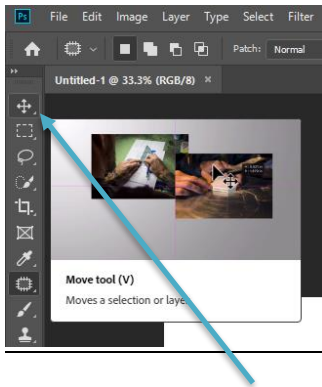 Ps File Edit Image Layer Type Select Filter
Patch: Normal
Untitled-1 @ 33.3% (RGB/8) ×
Move tool (V)
Moves a selection or layer